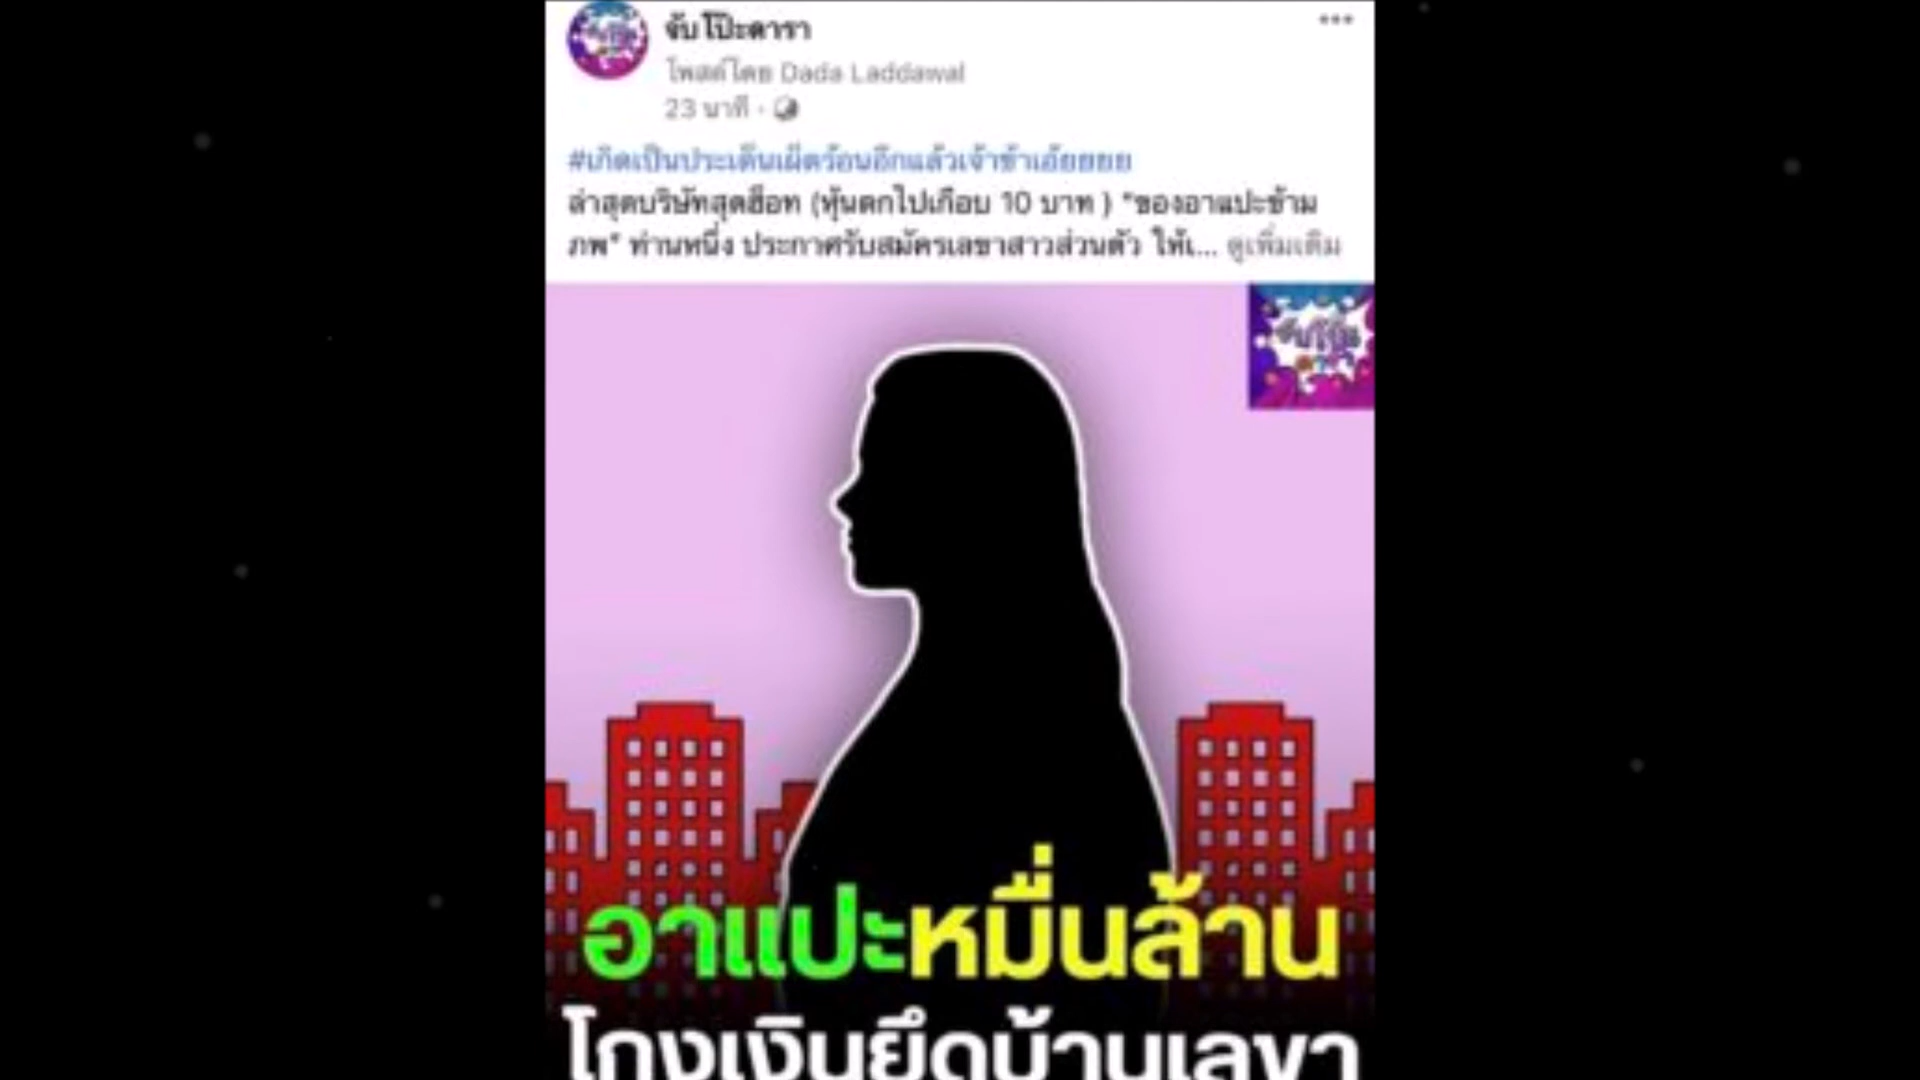 จับโป๊ะดารา
โพสต์โดย Dada Laddawal
23 นาที ·
#เกิดเป็นประเด็นเผ็ดร้อนอีกแล้วเจ้าข้าเอ้ยยยย
ล่าสุดบริษัทสุดฮ็อท (หุ้นตกไปเกือบ 10 บาท ) "ของอาแปะข้าม
ภพ" ท่านหนึ่ง ประกาศรับสมัครเลขาสาวส่วนตัว ให้เ... ดูเพิ่มเติม
อาแปะหมื่นล้าน
โกงเงินยึดบ้านเลขา